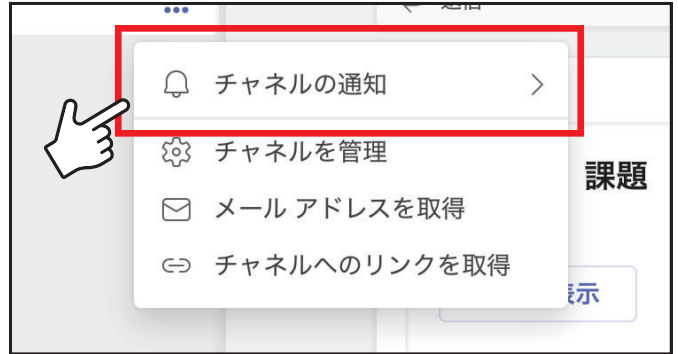 チャネルの通知
チャネルを管理
課題
メール アドレスを取得
チャネルへのリンクを取得
表示